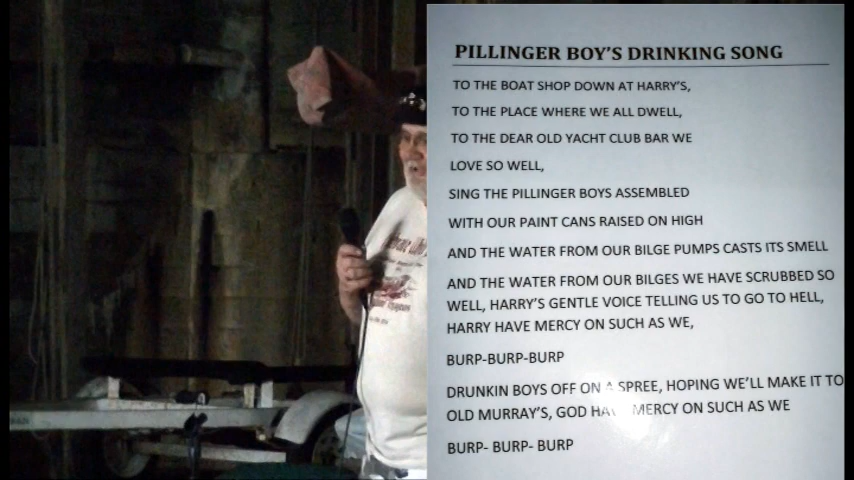 PILLINGER BOY'S DRINKING SONG
TO THE BOAT SHOP DOWN AT HARRY'S,
TO THE PLACE WHERE WE ALL DWELL,
TO THE DEAR OLD YACHT CLUB BAR WE
LOVE SO WELL,
SING THE PILLINGER BOYS ASSEMBLED
WITH OUR PAINT CANS RAISED ON HIGH
AND THE WATER FROM OUR BILGE PUMPS CASTS ITS SMELL
AND THE WATER FROM OUR BILGES WE HAVE SCRUBBED SO
WELL, HARRY'S GENTLE VOICE TELLING US TO GO TO HELL,
HARRY HAVE MERCY ON SUCH AS WE,
BURP-BURP-BURP
DRUNKIN BOYS OFF ON A SPREE, HOPING WE'LL MAKE IT TO
OLD MURRAY'S, GOD HAVE MERCY ON SUCH AS WE
BURP- BURP- BURP